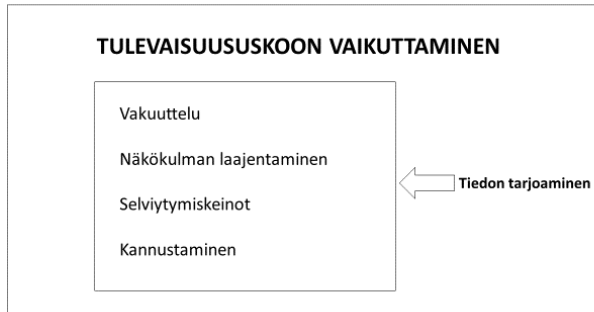 TULEVAISUUSUSKOON VAIKUTTAMINEN
Vakuuttelu
Näkökulman laajentaminen
Selviytymiskeinot
Kannustaminen
Tiedon tarjoaminen